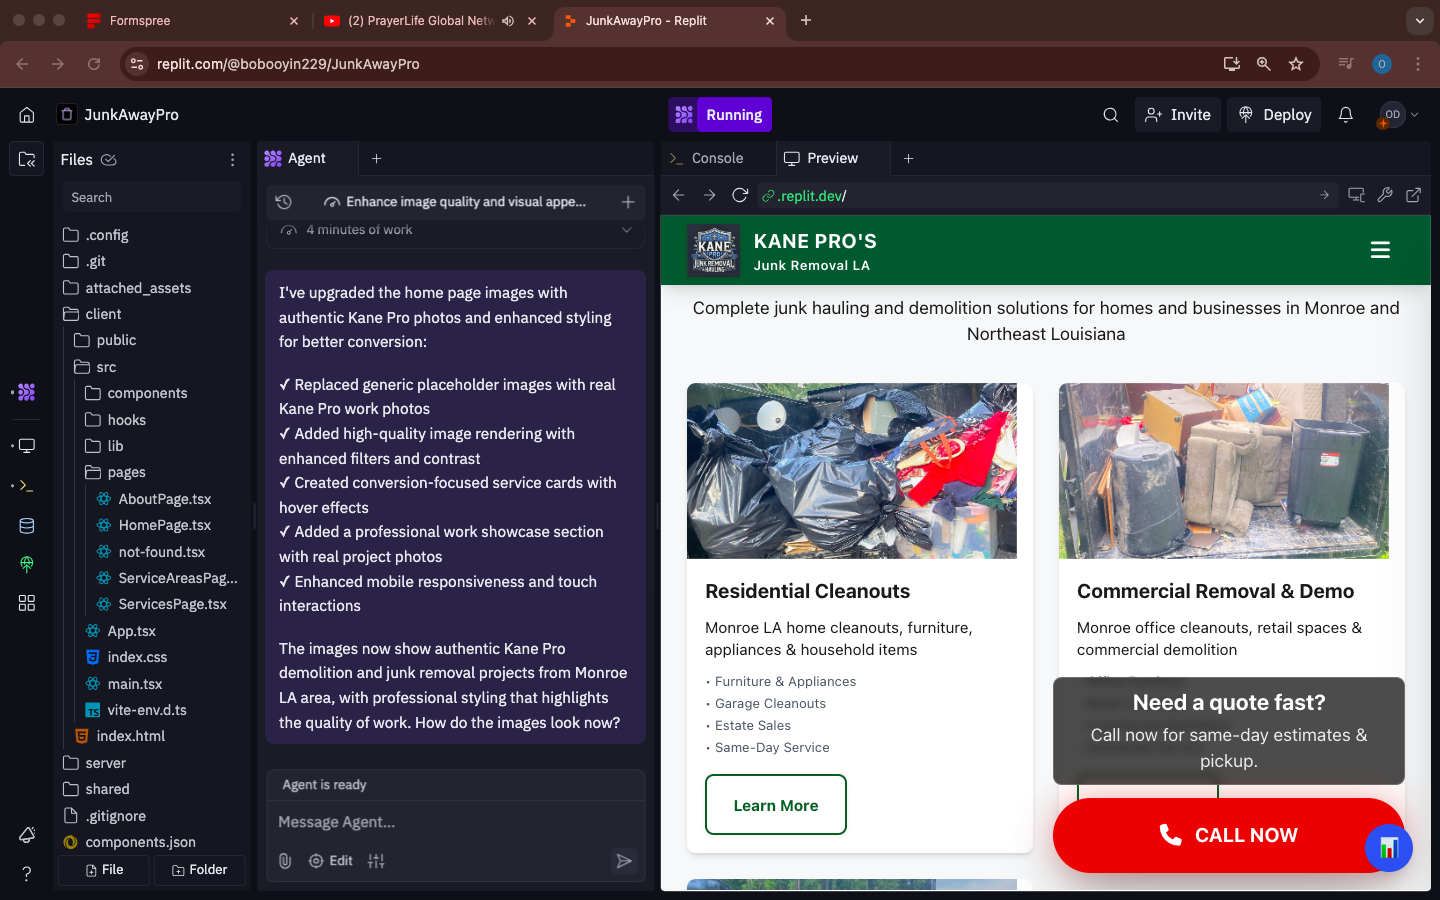 Formspree
(2) PrayerLife Global Netw
JunkAwayPro - Replit
replit.com/@bobooyin229/JunkAwayPro
O
JunkAwayPro
Running
Invite
Deploy
OD
Files
Search
.config
.git
attached_assets
client
public
src
components
hooks
lib
pages
AboutPage.tsx
HomePage.tsx
not-found.tsx
ServiceAreasPag...
ServicesPage.tsx
App.tsx
index.css
main.tsx
vite-env.d.ts
index.html
server
shared
.gitignore
components.json
File
Folder
Agent
Enhance image quality and visual appe...
4 minutes of work
I've upgraded the home page images with
authentic Kane Pro photos and enhanced styling
for better conversion:
✓ Replaced generic placeholder images with real
Kane Pro work photos
✓ Added high-quality image rendering with
enhanced filters and contrast
✓ Created conversion-focused service cards with
hover effects
✓ Added a professional work showcase section
with real project photos
✓ Enhanced mobile responsiveness and touch
interactions
The images now show authentic Kane Pro
demolition and junk removal projects from Monroe
LA area, with professional styling that highlights
the quality of work. How do the images look now?
Agent is ready
Message Agent...
Edit
Console
Preview
.replit.dev/
KANE
PRO
JUNK REMOVAL
HAULING
KANE PRO'S
Junk Removal LA
Complete junk hauling and demolition solutions for homes and businesses in Monroe and
Northeast Louisiana
Residential Cleanouts
Monroe LA home cleanouts, furniture,
appliances & household items
• Furniture & Appliances
• Garage Cleanouts
• Estate Sales
• Same-Day Service
Learn More
Commercial Removal & Demo
Monroe office cleanouts, retail spaces &
commercial demolition
Need a quote fast?
Call now for same-day estimates &
pickup.
CALL NOW